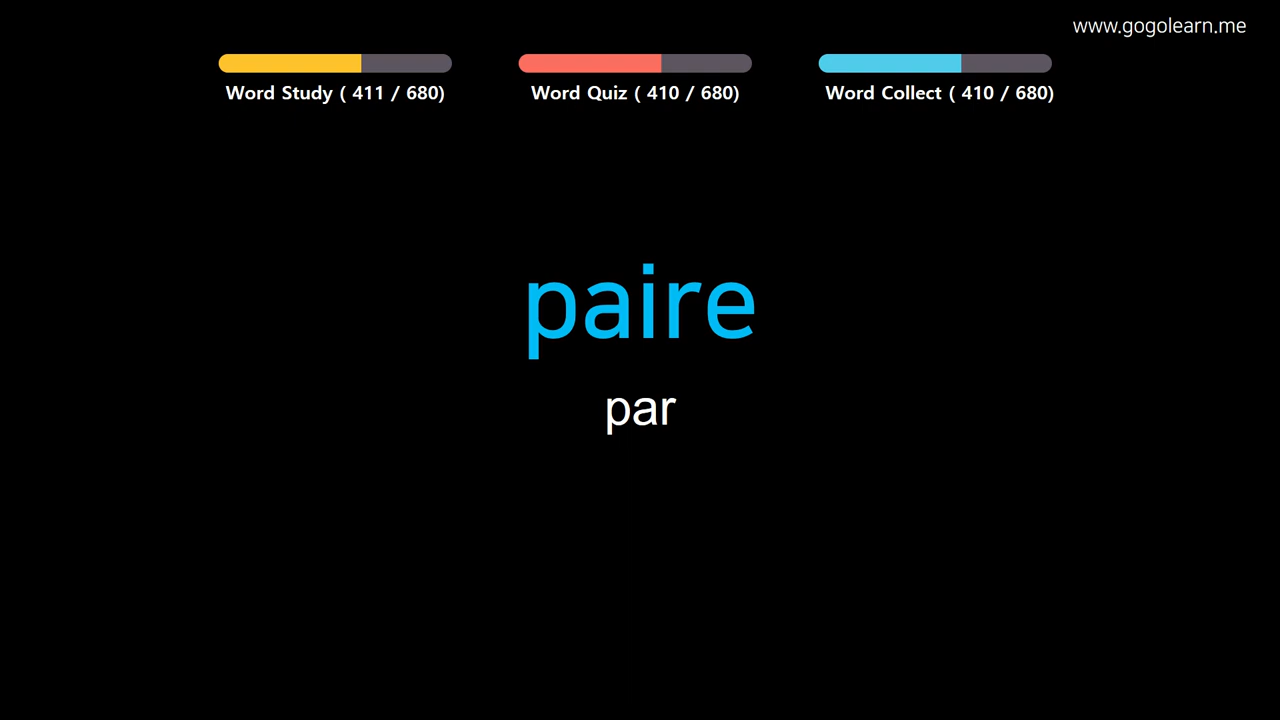 www.gogolearn.me
Word Study ( 411 / 680)
Word Quiz ( 410 / 680)
Word Collect ( 410 / 680)
paire
par